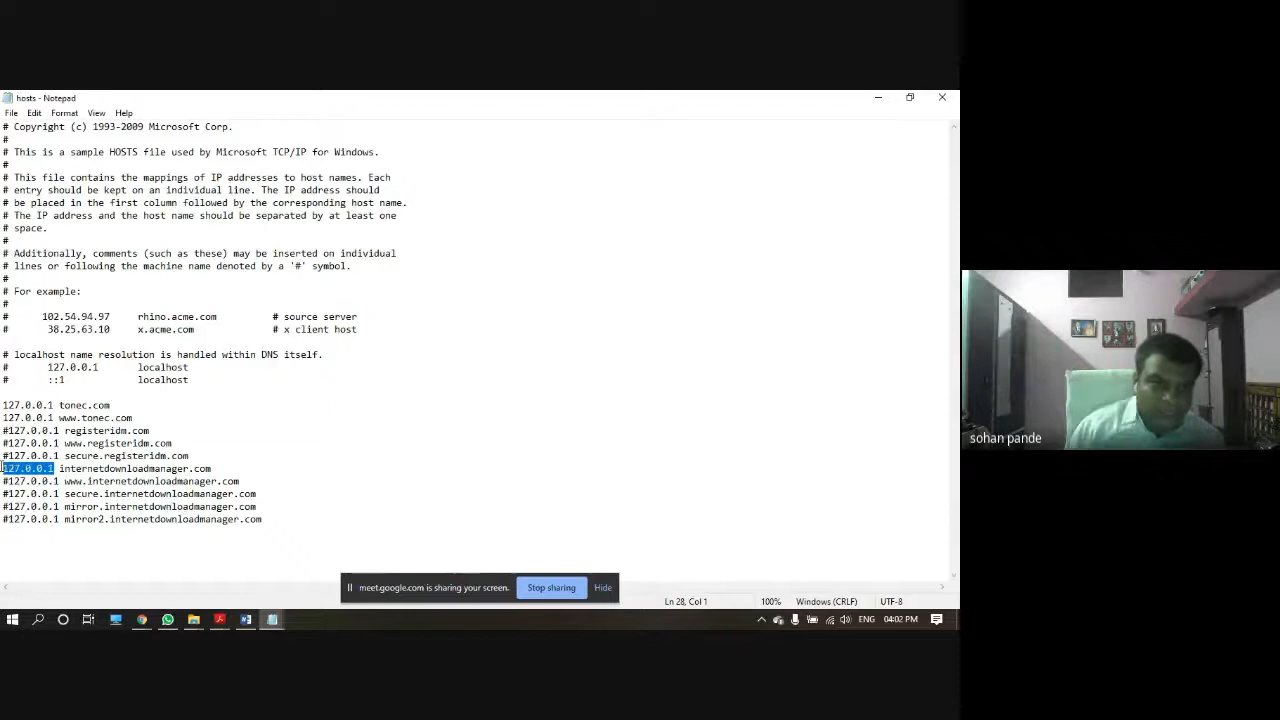 hosts - Notepad
File Edit Format View Help
# Copyright (c) 1993-2009 Microsoft Corp.
#
# This is a sample HOSTS file used by Microsoft TCP/IP for Windows.
#
# This file contains the mappings of IP addresses to host names. Each
# entry should be kept on an individual line. The IP address should
# be placed in the first column followed by the corresponding host name.
# The IP address and the host name should be separated by at least one
# space.
#
# Additionally, comments (such as these) may be inserted on individual
# lines or following the machine name denoted by a '#' symbol.
#
# For example:
#
# 102.54.94.97 rhino.acme.com # source server
# 38.25.63.10 x.acme.com # x client host
# localhost name resolution is handled within DNS itself.
# 127.0.0.1 localhost
# ::1 localhost
127.0.0.1 tonec.com
127.0.0.1 www.tonec.com
#127.0.0.1 registeridm.com
#127.0.0.1 www.registeridm.com
#127.0.0.1 secure.registeridm.com
127.0.0.1 internetdownloadmanager.com
#127.0.0.1 www.internetdownloadmanager.com
#127.0.0.1 secure.internetdownloadmanager.com
#127.0.0.1 mirror.internetdownloadmanager.com
#127.0.0.1 mirror2.internetdownloadmanager.com
meet.google.com is sharing your screen. Stop sharing Hide
Ln 28, Col 1 100% Windows (CRLF) UTF-8
ENG 04:02 PM
sohan pande